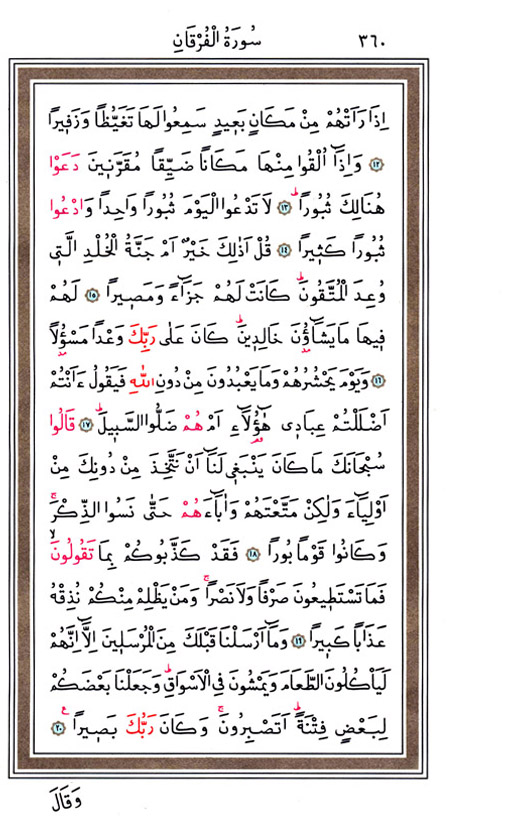 ٣٦٠ سُورَةُ الْفُرْقَانِ
اِذَا رَاَتْهُمْ مِنْ مَكَانٍ بَعِيدٍ سَمِعُوا لَهَا تَغَيُّظًا وَزَفِيرًا
﴿١٢﴾ وَاِذَٓا اُلْقُوا مِنْهَا مَكَانًا ضَيِّقًا مُقَرَّنِينَ دَعَوْا
هُنَالِكَ ثُبُورًاۜ ﴿١٣﴾ لَا تَدْعُوا الْيَوْمَ ثُبُورًا وَاحِدًا وَادْعُوا
ثُبُورًا كَثِيرًا ﴿١٤﴾ قُلْ اَذٰلِكَ خَيْرٌ اَمْ جَنَّةُ الْخُلْدِ الَّتِي
وُعِدَ الْمُتَّقُونَۜ كَانَتْ لَهُمْ جَزَٓاءً وَمَصِيرًا ﴿١٥﴾ لَهُمْ
فِيهَا مَا يَشَٓاؤُ۫نَ خَالِدِينَۜ كَانَ عَلٰى رَبِّكَ وَعْدًا مَسْؤُ۫لًا
﴿١٦﴾ وَيَوْمَ يَحْشُرُهُمْ وَمَا يَعْبُدُونَ مِنْ دُونِ اللّٰهِ فَيَقُولُ ءَاَنْتُمْ
اَضْلَلْتُمْ عِبَادِي هٰٓؤُ۬لَٓاءِ اَمْ هُمْ ضَلُّوا السَّبِيلَۜ ﴿١٧﴾ قَالُوا
سُبْحَانَكَ مَا كَانَ يَنْبَغِي لَنَٓا اَنْ نَتَّخِذَ مِنْ دُونِكَ مِنْ
اَوْلِيَٓاءَ وَلٰكِنْ مَتَّعْتَهُمْ وَاٰبَٓاءَهُمْ حَتّٰى نَسُوا الذِّكْرَۚ
وَكَانُوا قَوْمًا بُورًا ﴿١٨﴾ فَقَدْ كَذَّبُوكُمْ بِمَا تَقُولُونَۙ
فَمَا تَسْتَطِيعُونَ صَرْفًا وَلَا نَصْرًاۚ وَمَنْ يَظْلِمْ مِنْكُمْ نُذِقْهُ
عَذَابًا كَبِيرًا ﴿١٩﴾ وَمَٓا اَرْسَلْنَا قَبْلَكَ مِنَ الْمُرْسَلِينَ اِلَّٓا اِنَّهُمْ
لَيَأْكُلُونَ الطَّعَامَ وَيَمْشُونَ فِي الْاَسْوَاقِۜ وَجَعَلْنَا بَعْضَكُمْ
لِبَعْضٍ فِتْنَةًۜ اَتَصْبِرُونَۚ وَكَانَ رَبُّكَ بَصِيرًاۚ ع ﴿٢٠﴾
وَقَالَ